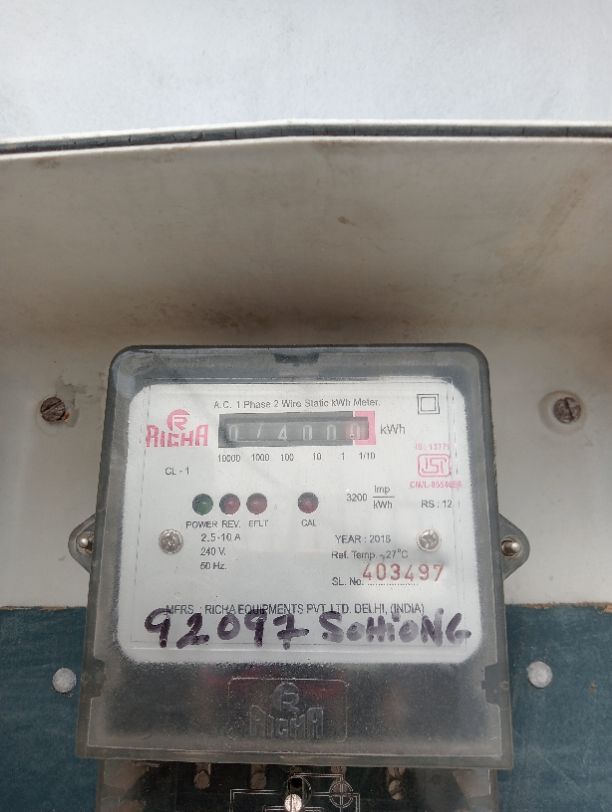 A.C. 1 Phase 2 Wire Static kWh Meter.
RICHA
kWh
10000 1000 100 10 1 1/10
CL - 1
3200 Imp/kWh
RS : 12
POWER REV. EFLT CAL
2.5-10 A
240 V.
50 Hz.
Ref. Temp. 27°C
SL. No. 403497
MFRS : RICHA EQUIPMENTS PVT. LTD. DELHI, (INDIA)
92097 SOHIONG
RICHA